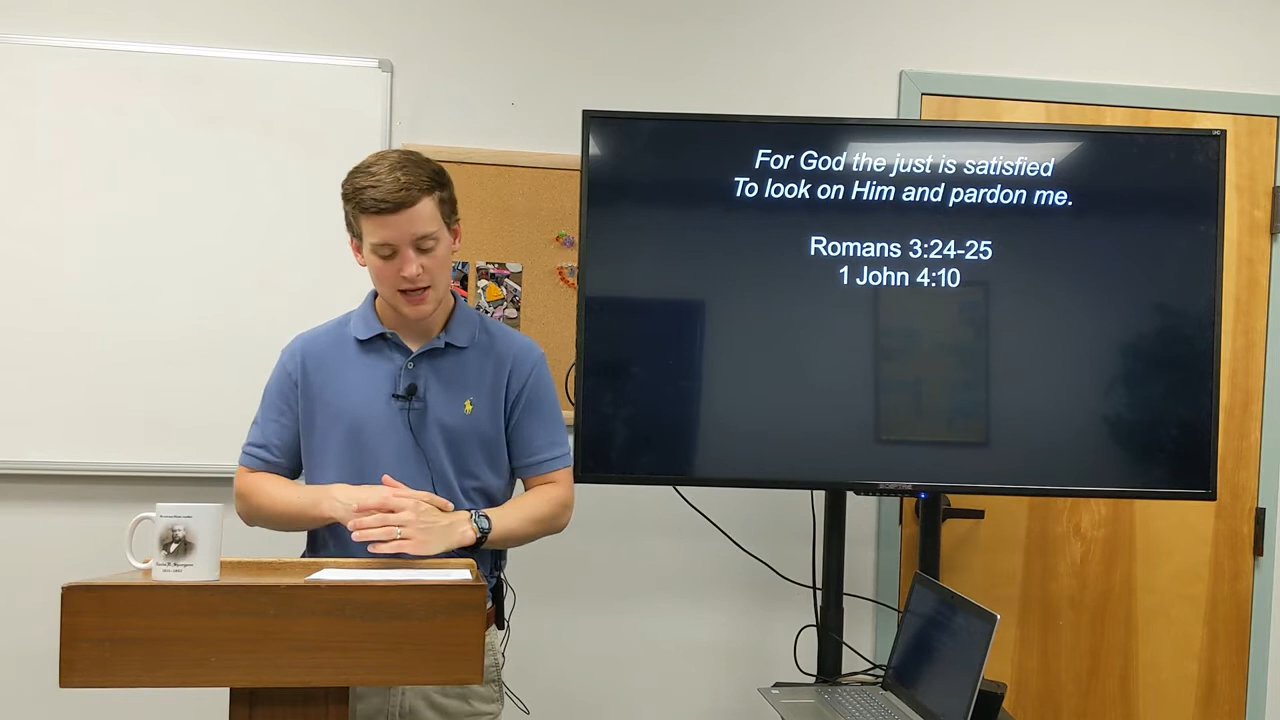 For God the just is satisfied
To look on Him and pardon me.
Romans 3:24-25
1 John 4:10
SCEPTRE